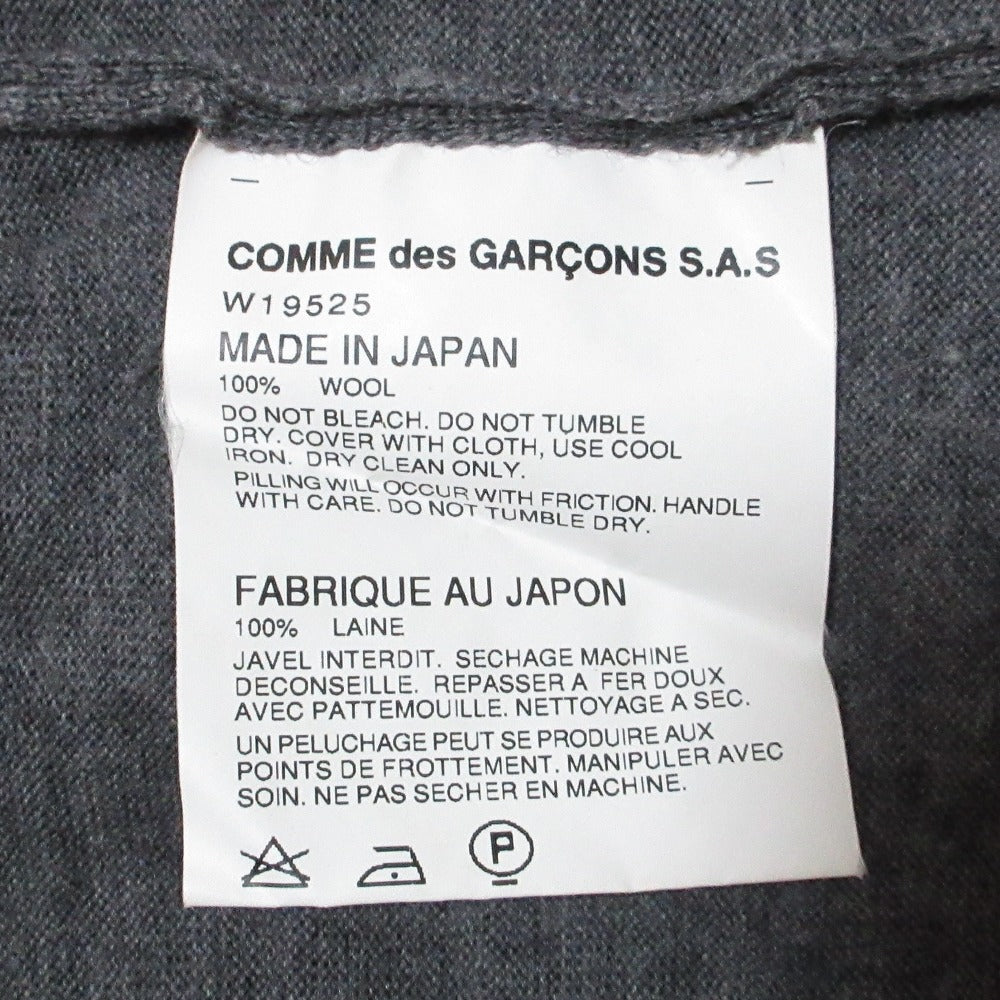 COMME des GARÇONS S.A.S
W19525
MADE IN JAPAN
100% WOOL
DO NOT BLEACH. DO NOT TUMBLE
DRY. COVER WITH CLOTH, USE COOL
IRON. DRY CLEAN ONLY.
PILLING WILL OCCUR WITH FRICTION. HANDLE
WITH CARE. DO NOT TUMBLE DRY.
FABRIQUE AU JAPON
100% LAINE
JAVEL INTERDIT. SECHAGE MACHINE
DECONSEILLE. REPASSER A FER DOUX
AVEC PATTEMOUILLE. NETTOYAGE A SEC.
UN PELUCHAGE PEUT SE PRODUIRE AUX
POINTS DE FROTTEMENT. MANIPULER AVEC
SOIN. NE PAS SECHER EN MACHINE.
P